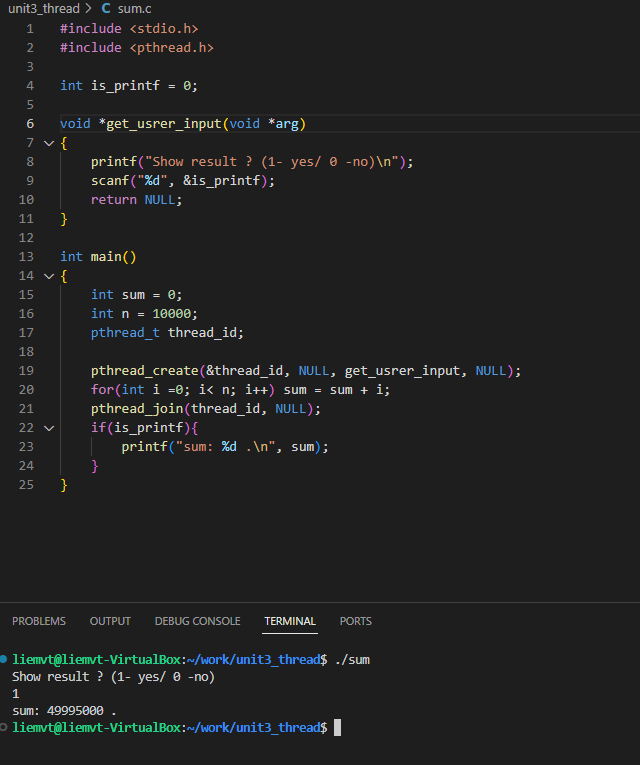 unit3_thread > C sum.c
1 #include <stdio.h>
2 #include <pthread.h>
3
4 int is_printf = 0;
5
6 void *get_usrer_input(void *arg)
7 {
8 printf("Show result ? (1- yes/ 0 -no)\n");
9 scanf("%d", &is_printf);
10 return NULL;
11 }
12
13 int main()
14 {
15 int sum = 0;
16 int n = 10000;
17 pthread_t thread_id;
18
19 pthread_create(&thread_id, NULL, get_usrer_input, NULL);
20 for(int i =0; i< n; i++) sum = sum + i;
21 pthread_join(thread_id, NULL);
22 if(is_printf){
23 printf("sum: %d .\n", sum);
24 }
25 }
PROBLEMS OUTPUT DEBUG CONSOLE TERMINAL PORTS
liemvt@liemvt-VirtualBox:~/work/unit3_thread$ ./sum
Show result ? (1- yes/ 0 -no)
1
sum: 49995000 .
liemvt@liemvt-VirtualBox:~/work/unit3_thread$